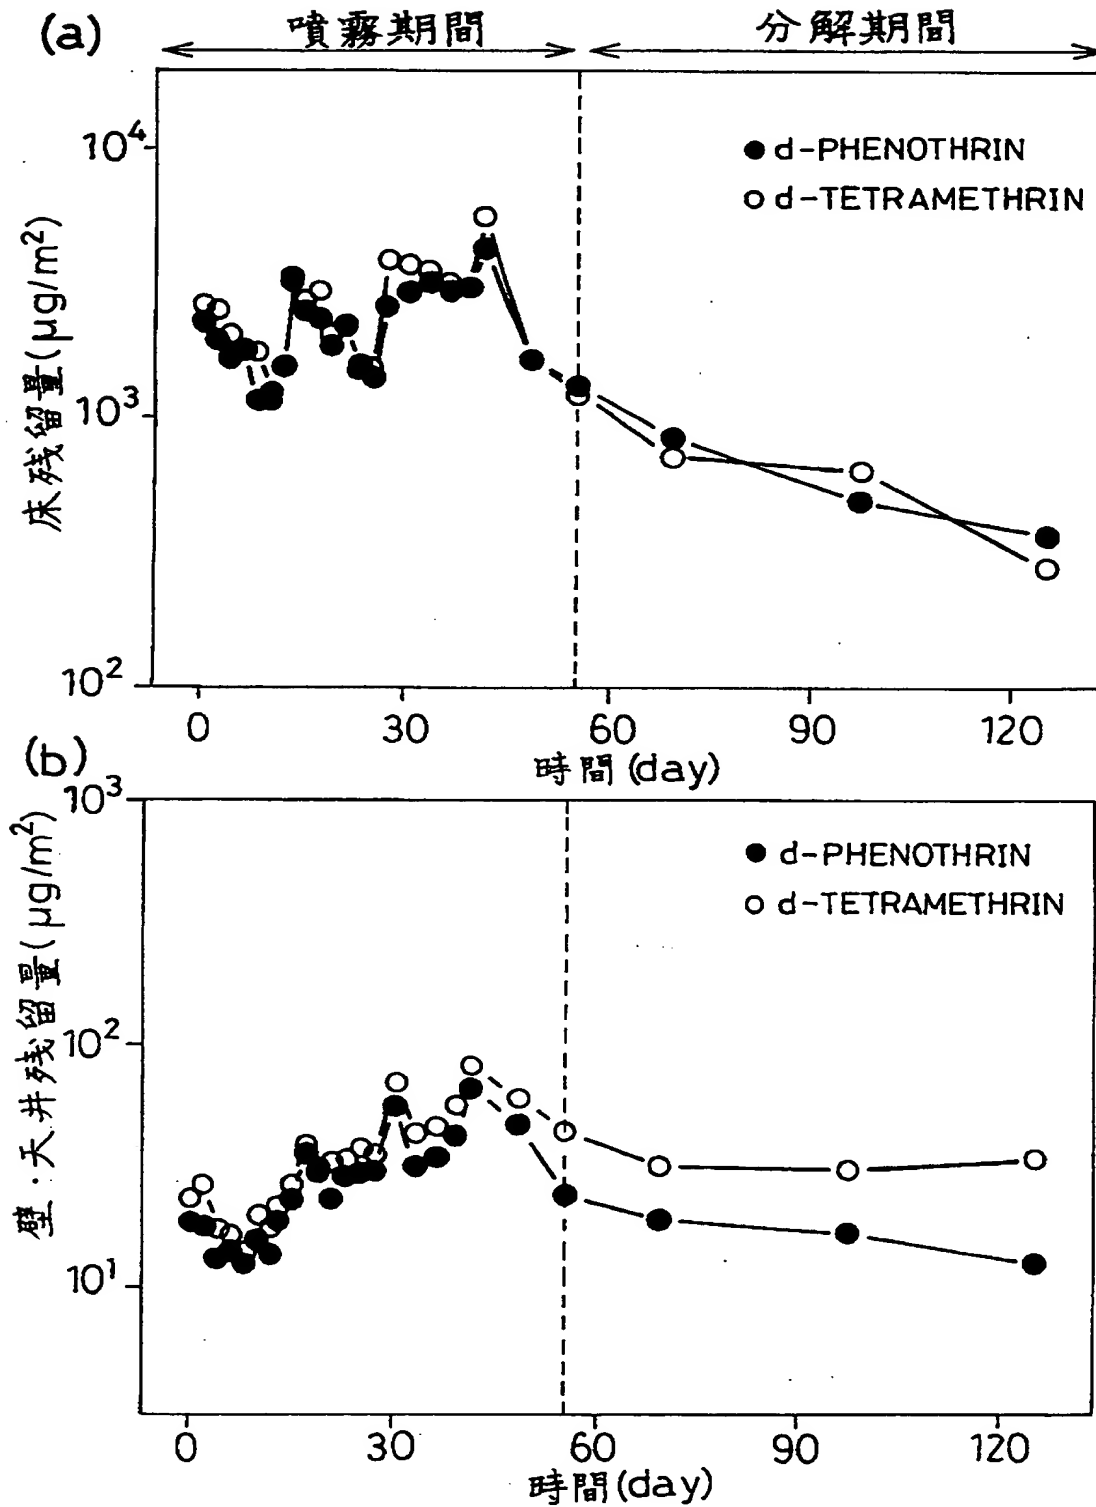 (a)
噴霧期間
分解期間
10⁴
10³
10²
床残留量(μg/m²)
● d-PHENOTHRIN
○ d-TETRAMETHRIN
0 30 60 90 120
時間(day)
(b)
10³
10²
10¹
壁・天井残留量(μg/m²)
● d-PHENOTHRIN
○ d-TETRAMETHRIN
0 30 60 90 120
時間(day)